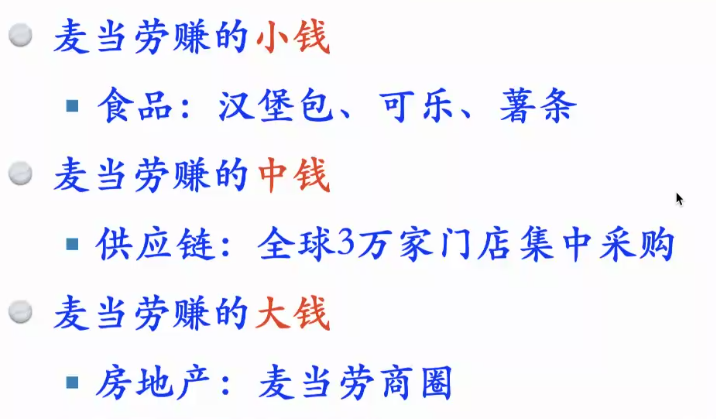 麦当劳赚的小钱
食品：汉堡包、可乐、薯条
麦当劳赚的中钱
供应链：全球3万家门店集中采购
麦当劳赚的大钱
房地产：麦当劳商圈